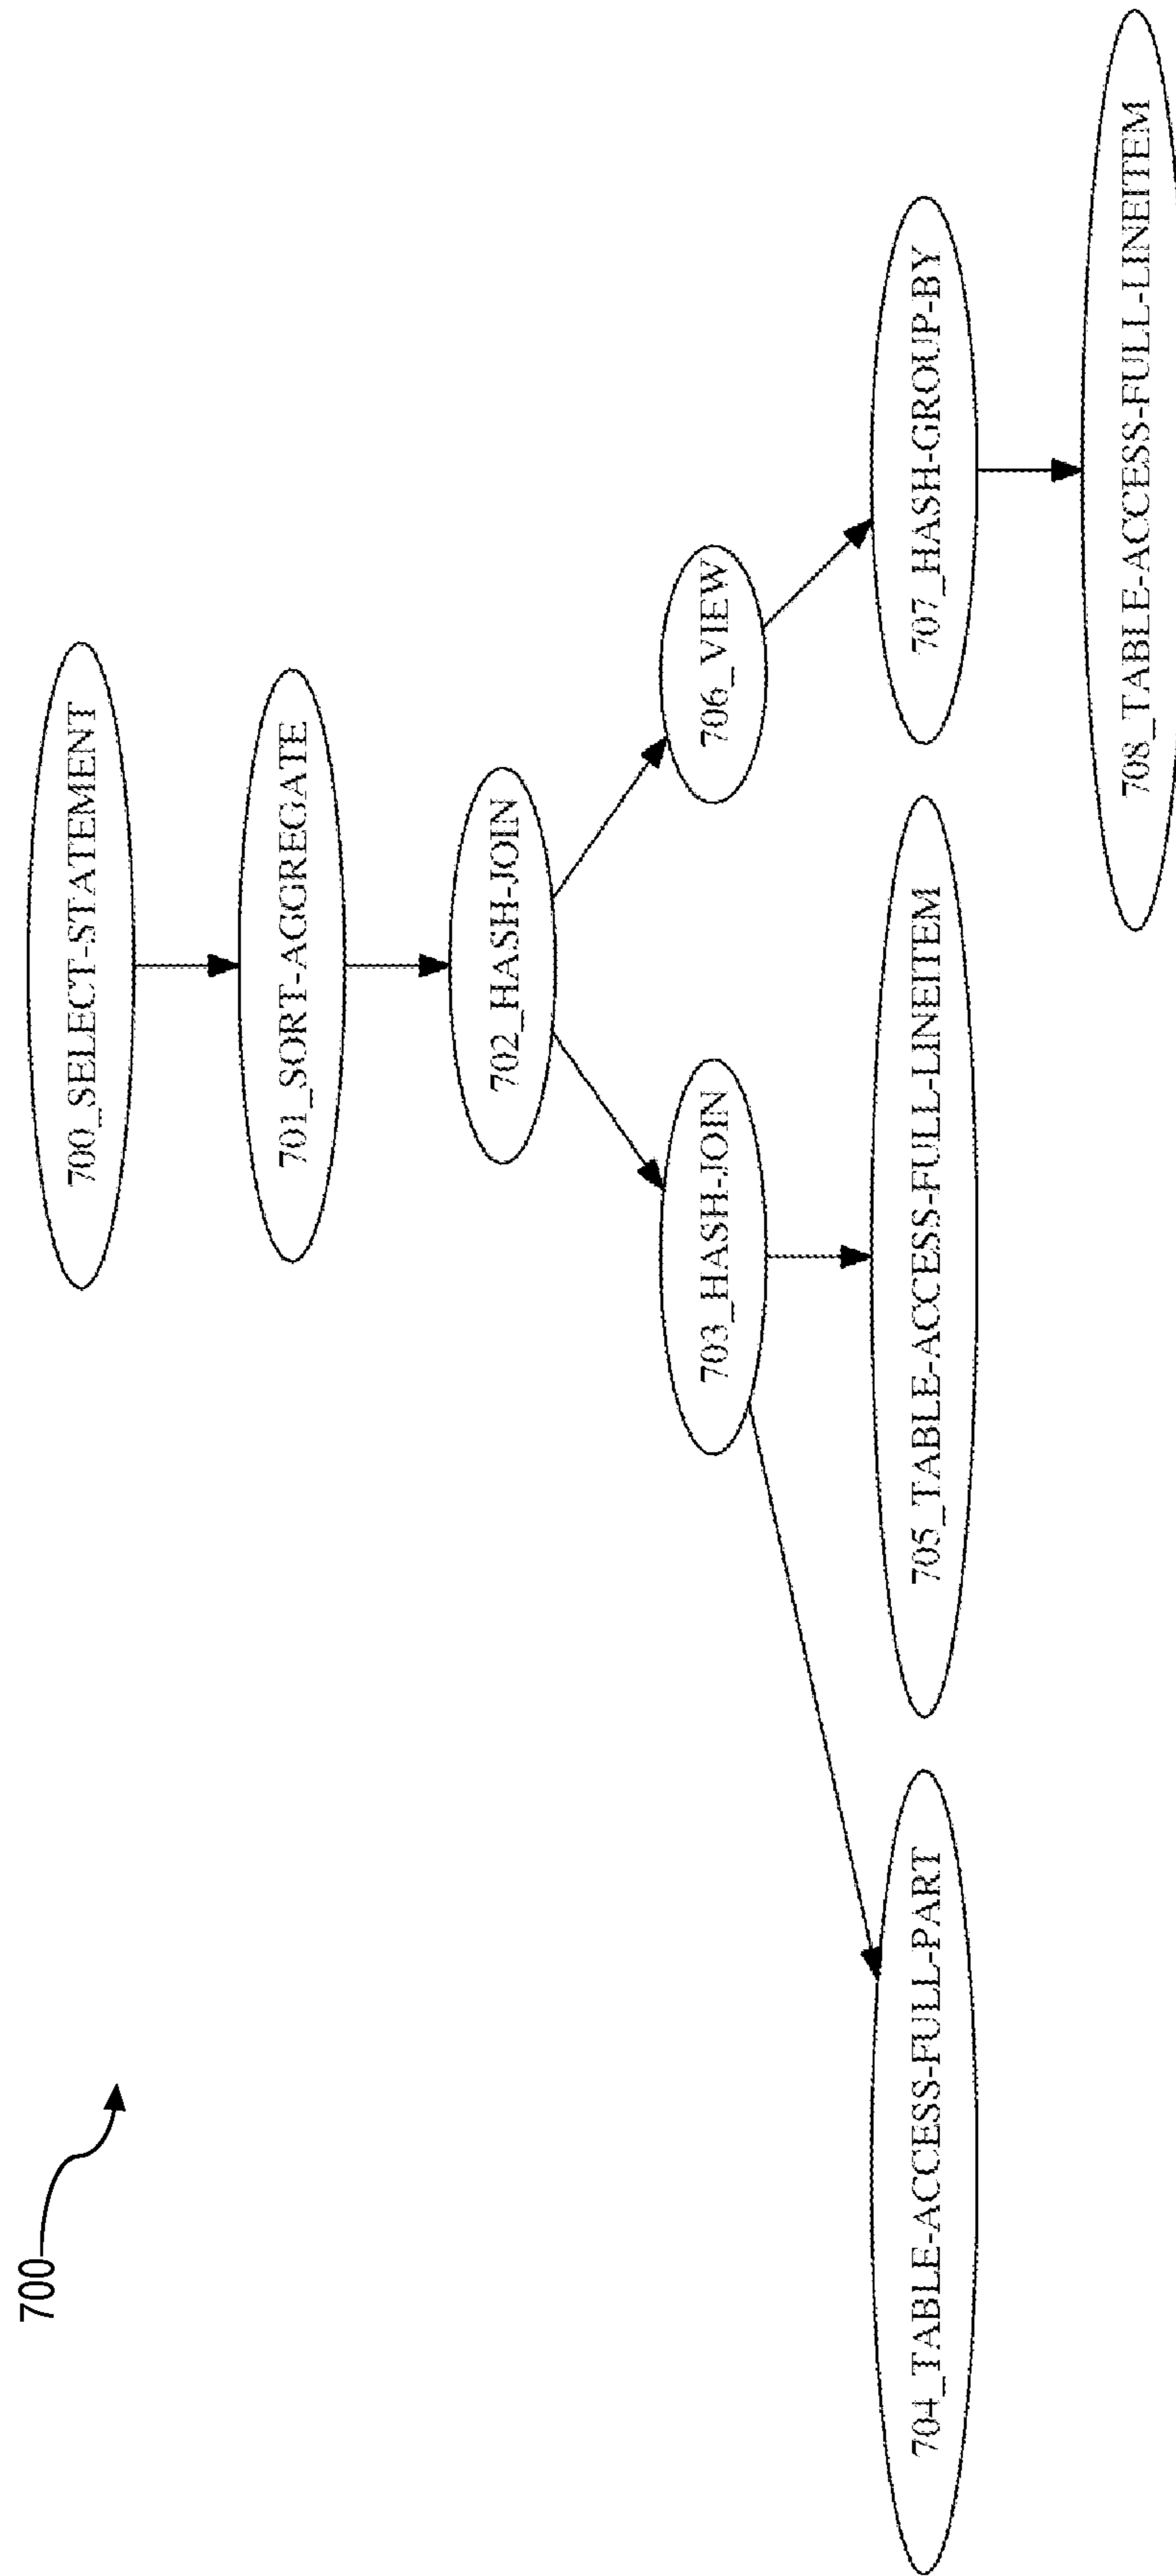 700
700_SELECT-STATEMENT
701_SORT-AGGREGATE
702_HASH-JOIN
703_HASH-JOIN
706_VIEW
704_TABLE-ACCESS-FULL-PART
705_TABLE-ACCESS-FULL-LINEITEM
707_HASH-GROUP-BY
708_TABLE-ACCESS-FULL-LINEITEM